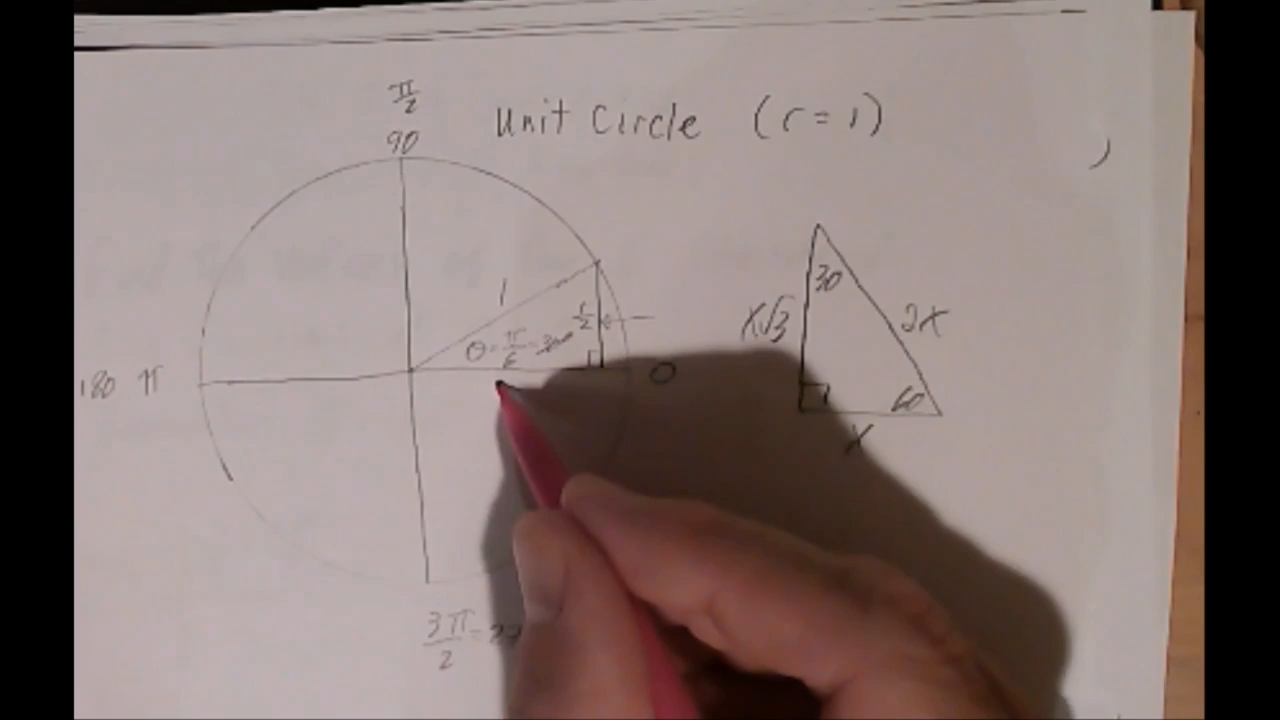 π/2
90
Unit Circle (r = 1)
1
1/2
θ = π/6 = 30
180 π
0
30
x√3
2x
60
x
3π/2 =